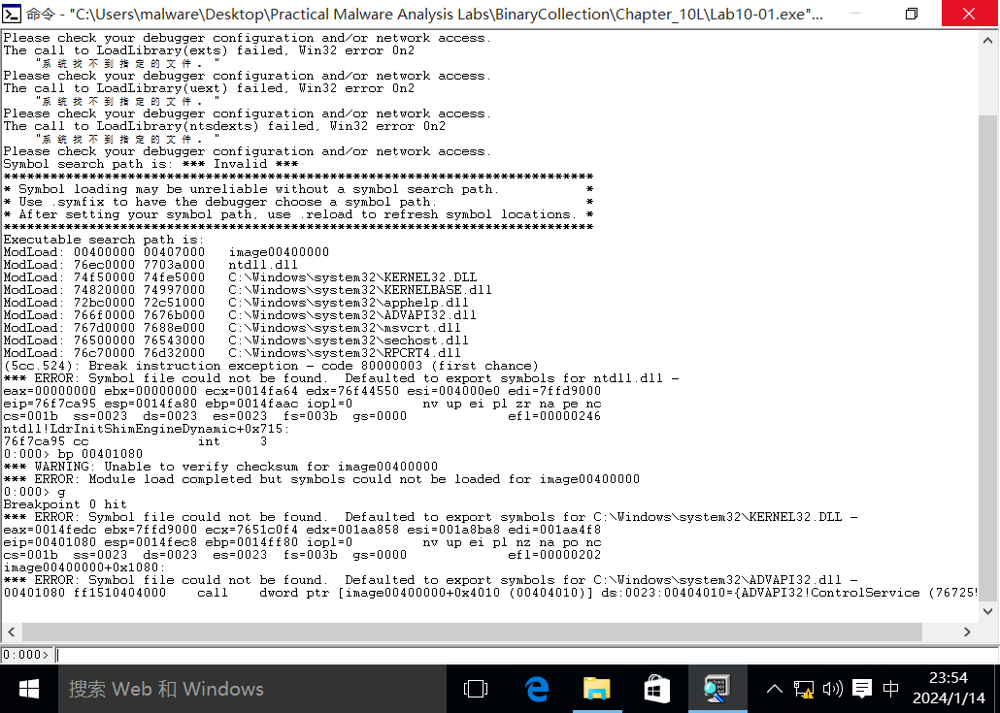 命令 - "C:\Users\malware\Desktop\Practical Malware Analysis Labs\BinaryCollection\Chapter_10L\Lab10-01.exe"...
Please check your debugger configuration and/or network access.
The call to LoadLibrary(exts) failed, Win32 error 0n2
"系统找不到指定的文件。"
Please check your debugger configuration and/or network access.
The call to LoadLibrary(uext) failed, Win32 error 0n2
"系统找不到指定的文件。"
Please check your debugger configuration and/or network access.
The call to LoadLibrary(ntsdexts) failed, Win32 error 0n2
"系统找不到指定的文件。"
Please check your debugger configuration and/or network access.
Symbol search path is: *** Invalid ***
****************************************************************************
* Symbol loading may be unreliable without a symbol search path.           *
* Use .symfix to have the debugger choose a symbol path.                   *
* After setting your symbol path, use .reload to refresh symbol locations. *
****************************************************************************
Executable search path is:
ModLoad: 00400000 00407000   image00400000
ModLoad: 76ec0000 7703a000   ntdll.dll
ModLoad: 74f50000 74fe5000   C:\Windows\system32\KERNEL32.DLL
ModLoad: 74820000 74997000   C:\Windows\system32\KERNELBASE.dll
ModLoad: 72bc0000 72c51000   C:\Windows\system32\apphelp.dll
ModLoad: 766f0000 7676b000   C:\Windows\system32\ADVAPI32.dll
ModLoad: 767d0000 7688e000   C:\Windows\system32\msvcrt.dll
ModLoad: 76500000 76543000   C:\Windows\system32\sechost.dll
ModLoad: 76c70000 76d32000   C:\Windows\system32\RPCRT4.dll
(5cc.524): Break instruction exception - code 80000003 (first chance)
*** ERROR: Symbol file could not be found.  Defaulted to export symbols for ntdll.dll -
eax=00000000 ebx=00000000 ecx=0014fa64 edx=76f44550 esi=004000e0 edi=7ffd9000
eip=76f7ca95 esp=0014fa80 ebp=0014faac iopl=0         nv up ei pl zr na pe nc
cs=001b  ss=0023  ds=0023  es=0023  fs=003b  gs=0000             efl=00000246
ntdll!LdrInitShimEngineDynamic+0x715:
76f7ca95 cc              int     3
0:000> bp 00401080
*** WARNING: Unable to verify checksum for image00400000
*** ERROR: Module load completed but symbols could not be loaded for image00400000
0:000> g
Breakpoint 0 hit
*** ERROR: Symbol file could not be found.  Defaulted to export symbols for C:\Windows\system32\KERNEL32.DLL -
eax=0014fedc ebx=7ffd9000 ecx=7651c0f4 edx=001aa858 esi=001a8ba8 edi=001aa4f8
eip=00401080 esp=0014fec8 ebp=0014ff80 iopl=0         nv up ei pl nz na po nc
cs=001b  ss=0023  ds=0023  es=0023  fs=003b  gs=0000             efl=00000202
image00400000+0x1080:
*** ERROR: Symbol file could not be found.  Defaulted to export symbols for C:\Windows\system32\ADVAPI32.dll -
00401080 ff1510404000    call    dword ptr [image00400000+0x4010 (00404010)] ds:0023:00404010={ADVAPI32!ControlService (76725
0:000>
搜索 Web 和 Windows
中
23:54
2024/1/14